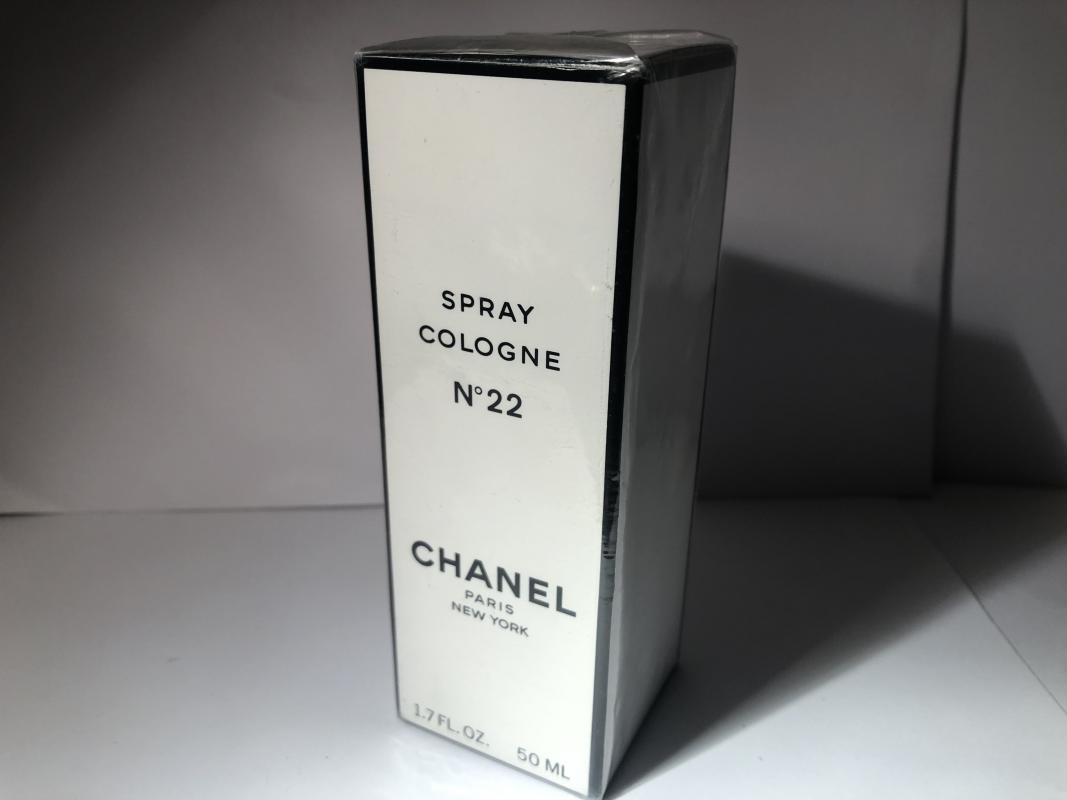 SPRAY
COLOGNE
N°22
CHANEL
PARIS
NEW YORK
1.7 FL. OZ. 50 ML